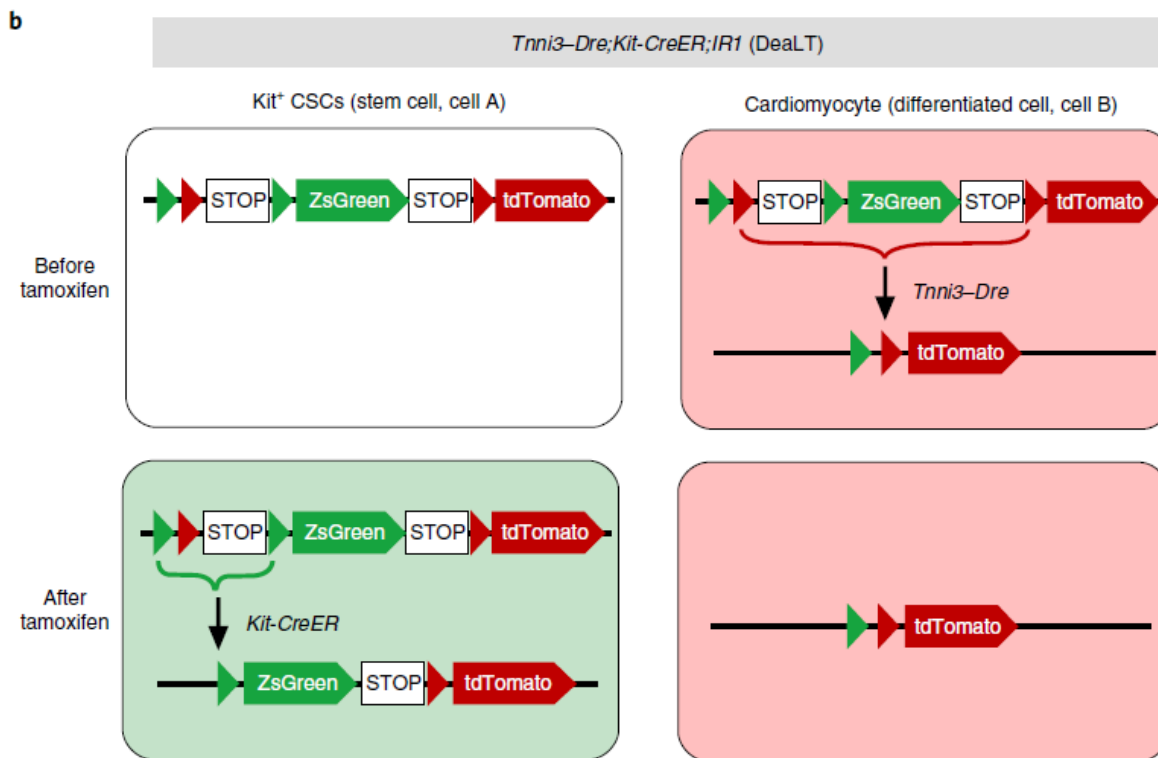 b
Tnni3–Dre;Kit-CreER;IR1 (DeaLT)
Kit⁺ CSCs (stem cell, cell A)
Cardiomyocyte (differentiated cell, cell B)
Before
tamoxifen
STOP ZsGreen STOP tdTomato
STOP ZsGreen STOP tdTomato
Tnni3–Dre
tdTomato
After
tamoxifen
STOP ZsGreen STOP tdTomato
Kit-CreER
ZsGreen STOP tdTomato
tdTomato